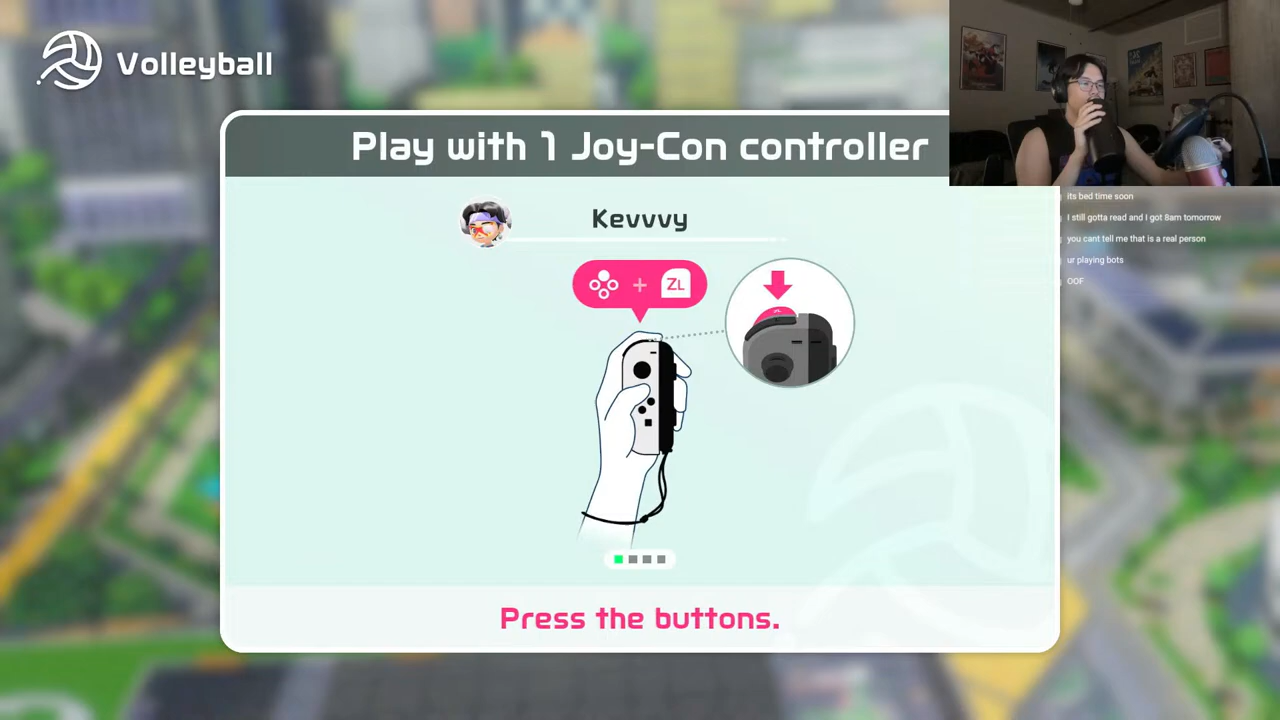 Volleyball
Play with 1 Joy-Con controller
Kevvvy
+ ZL
ZL
Press the buttons.
its bed time soon
I still gotta read and I got 8am tomorrow
you cant tell me that is a real person
ur playing bots
OOF